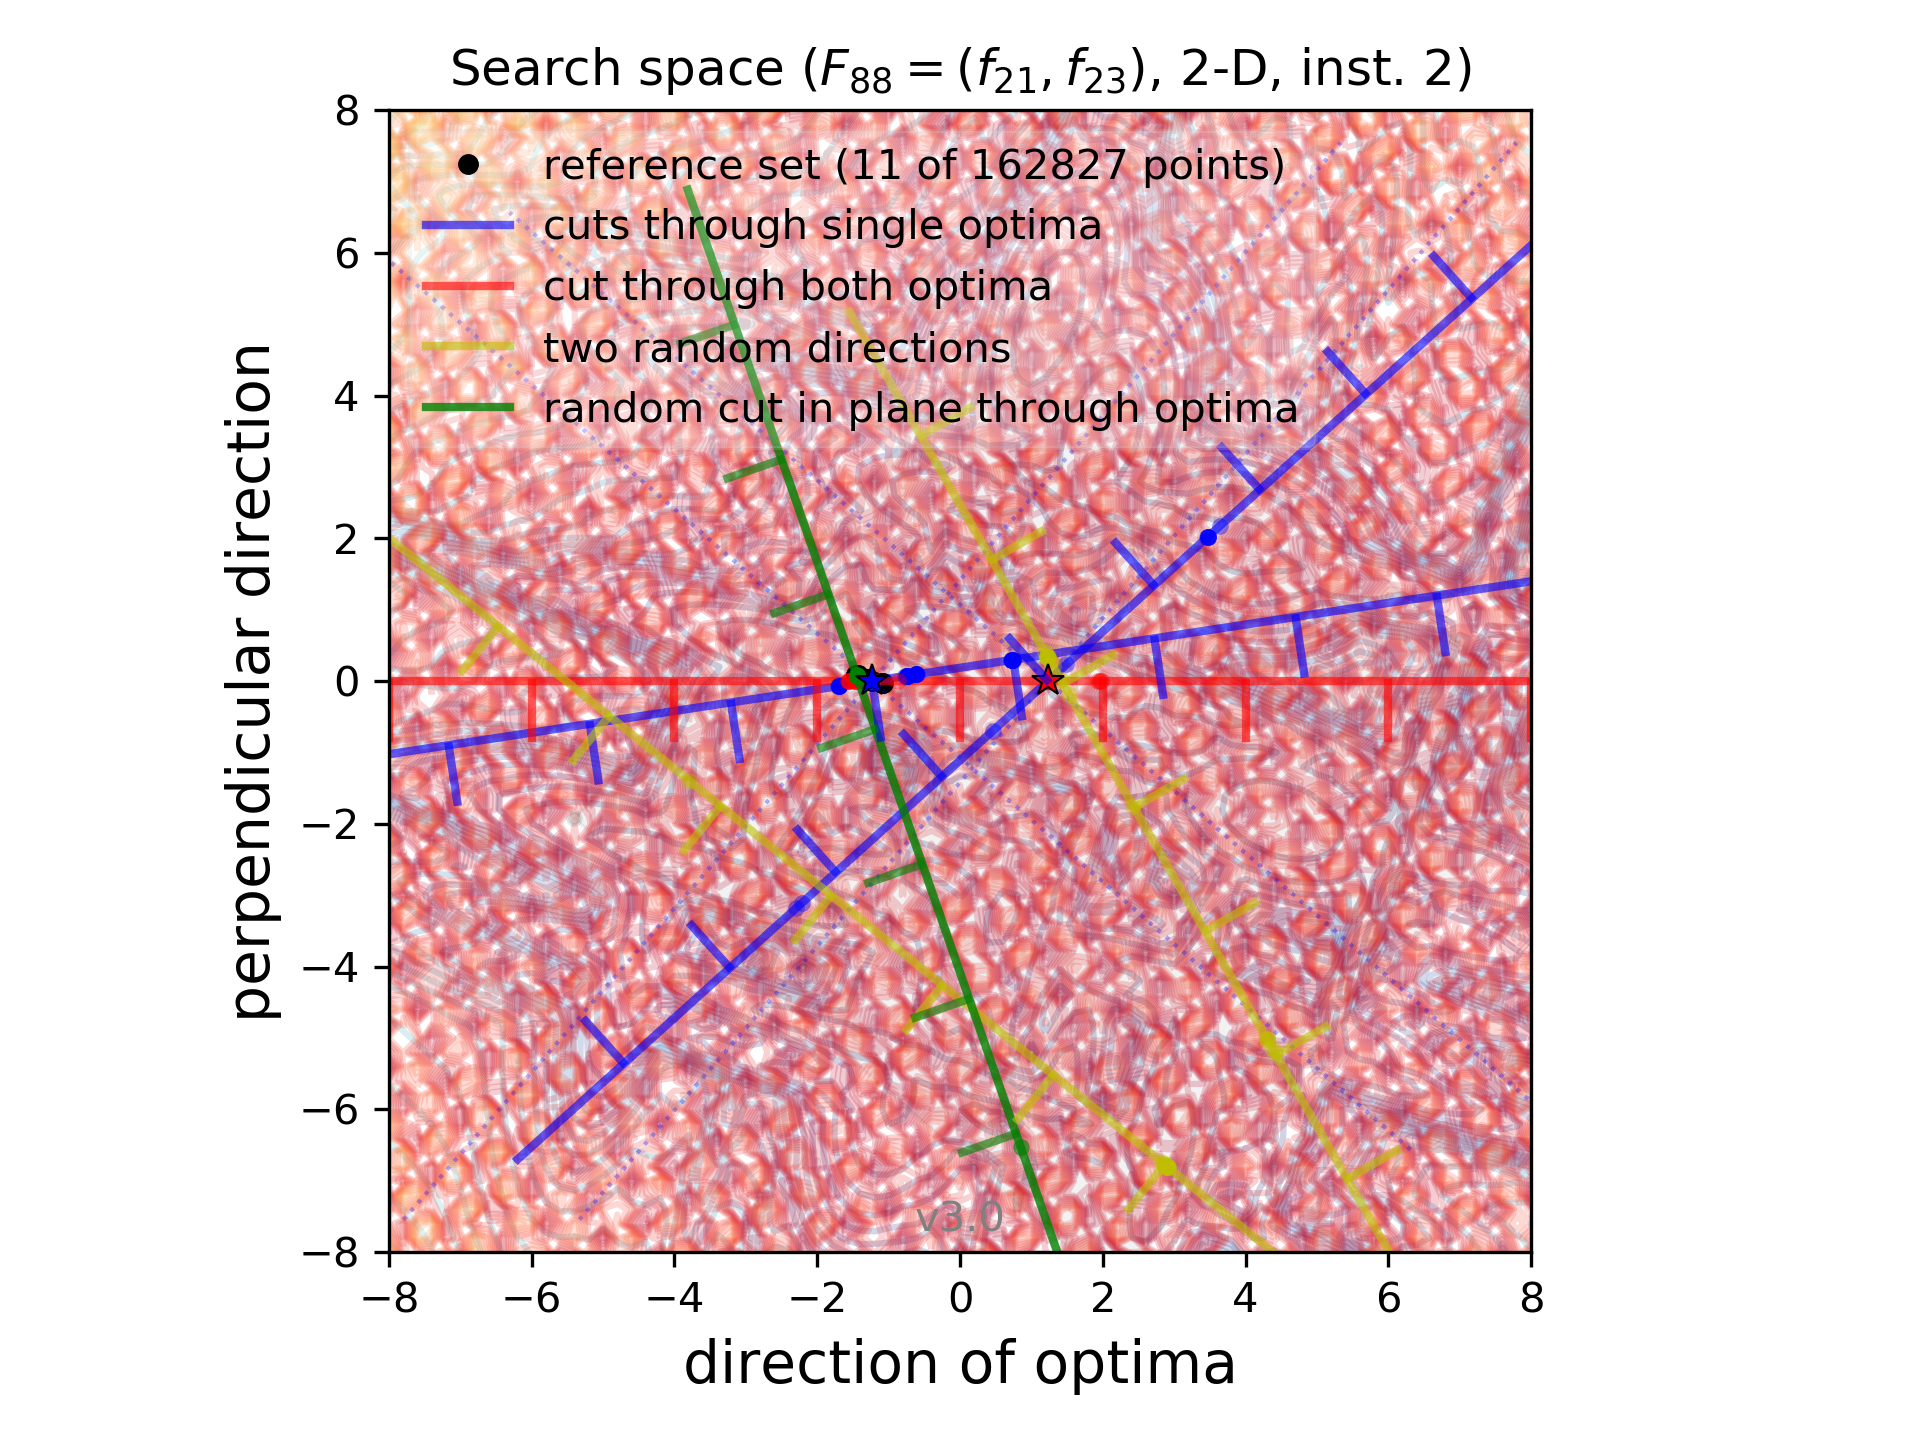 Search space (F₈₈ = (f₂₁, f₂₃), 2-D, inst. 2)
8
reference set (11 of 162827 points)
cuts through single optima
6
cut through both optima
two random directions
4
random cut in plane through optima
2
0
−2
−4
−6
−8
perpendicular direction
v3.0
−8 −6 −4 −2 0 2 4 6 8
direction of optima